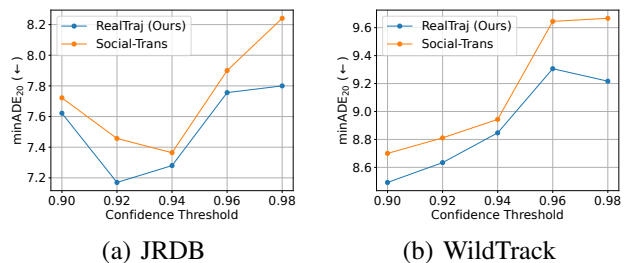 8.2
8.0
7.8
7.6
7.4
7.2
minADE20 (←)
RealTraj (Ours)
Social-Trans
0.90 0.92 0.94 0.96 0.98
Confidence Threshold
(a) JRDB
9.6
9.4
9.2
9.0
8.8
8.6
minADE20 (←)
RealTraj (Ours)
Social-Trans
0.90 0.92 0.94 0.96 0.98
Confidence Threshold
(b) WildTrack